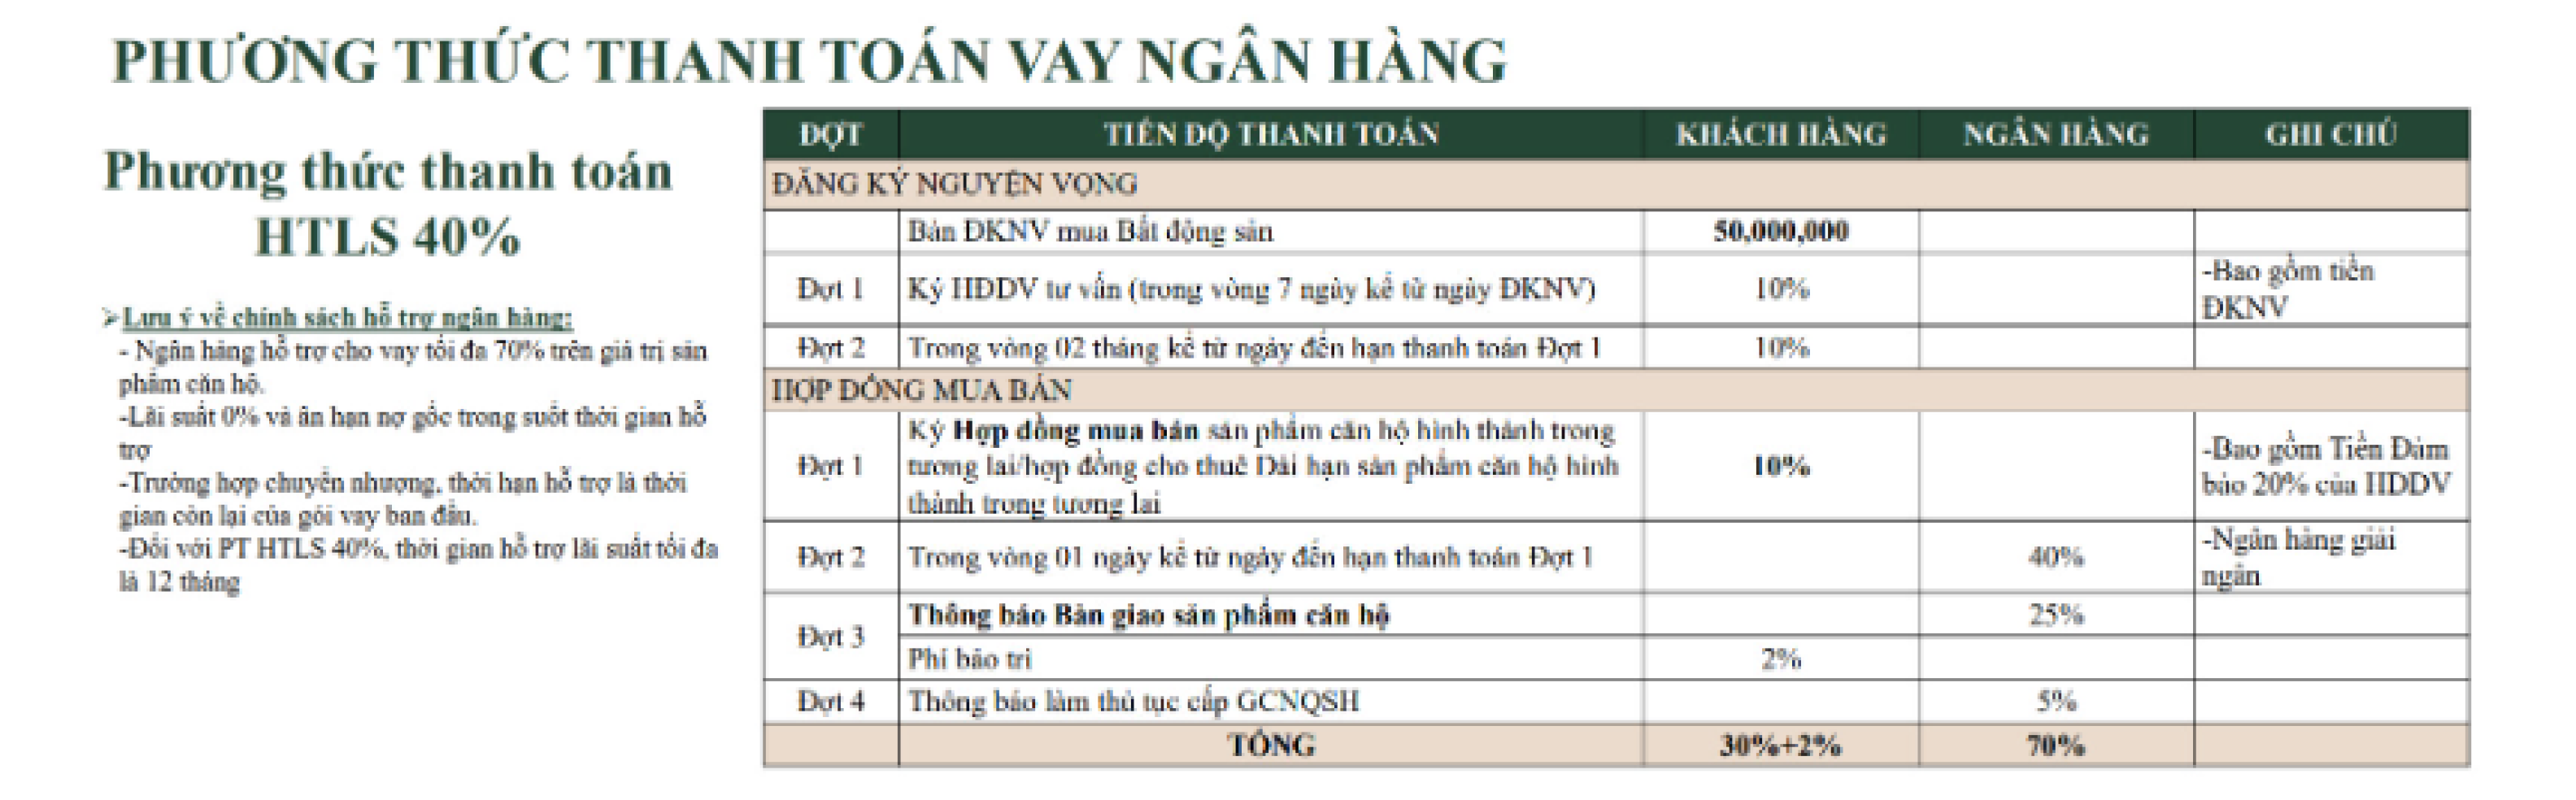 PHƯƠNG THỨC THANH TOÁN VAY NGÂN HÀNG
Phương thức thanh toán
HTLS 40%
➢Lưu ý về chính sách hỗ trợ ngân hàng:
- Ngân hàng hỗ trợ cho vay tối đa 70% trên giá trị sản
phẩm căn hộ.
-Lãi suất 0% và ân hạn nợ gốc trong suốt thời gian hỗ
trợ
-Trường hợp chuyển nhượng, thời hạn hỗ trợ là thời
gian còn lại của gói vay ban đầu.
-Đối với PT HTLS 40%, thời gian hỗ trợ lãi suất tối đa
là 12 tháng
ĐỢT TIẾN ĐỘ THANH TOÁN KHÁCH HÀNG NGÂN HÀNG GHI CHÚ
ĐĂNG KÝ NGUYỆN VỌNG
Bản ĐKNV mua Bất động sản 50,000,000
Đợt 1 Ký HĐDV tư vấn (trong vòng 7 ngày kể từ ngày ĐKNV) 10% -Bao gồm tiền
ĐKNV
Đợt 2 Trong vòng 02 tháng kể từ ngày đến hạn thanh toán Đợt 1 10%
HỢP ĐỒNG MUA BÁN
Ký Hợp đồng mua bán sản phẩm căn hộ hình thành trong
Đợt 1 tương lai/hợp đồng cho thuê Dài hạn sản phẩm căn hộ hình 10% -Bao gồm Tiền Đảm
thành trong tương lai bảo 20% của HĐDV
Đợt 2 Trong vòng 01 ngày kể từ ngày đến hạn thanh toán Đợt 1 40% -Ngân hàng giải
ngân
Đợt 3 Thông báo Bàn giao sản phẩm căn hộ 25%
Phí bảo trì 2%
Đợt 4 Thông báo làm thủ tục cấp GCNQSH 5%
TỔNG 30%+2% 70%